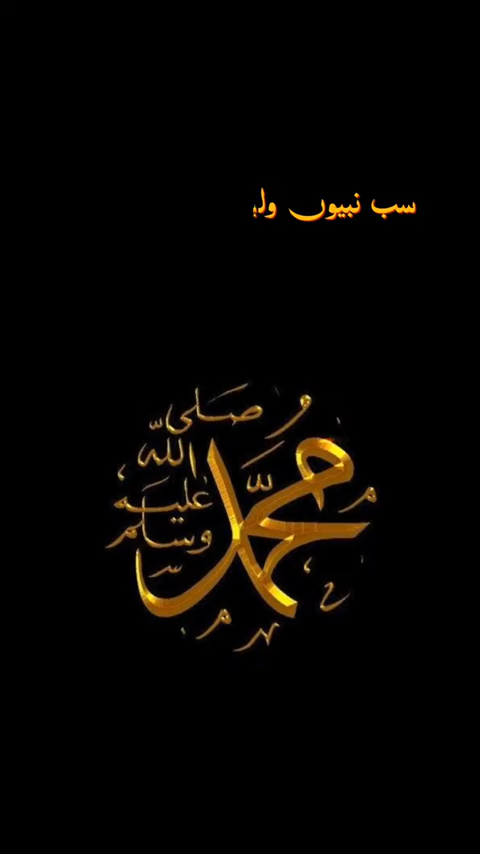 سب نبیوں
محمد
صلى
الله
عليه
وسلم